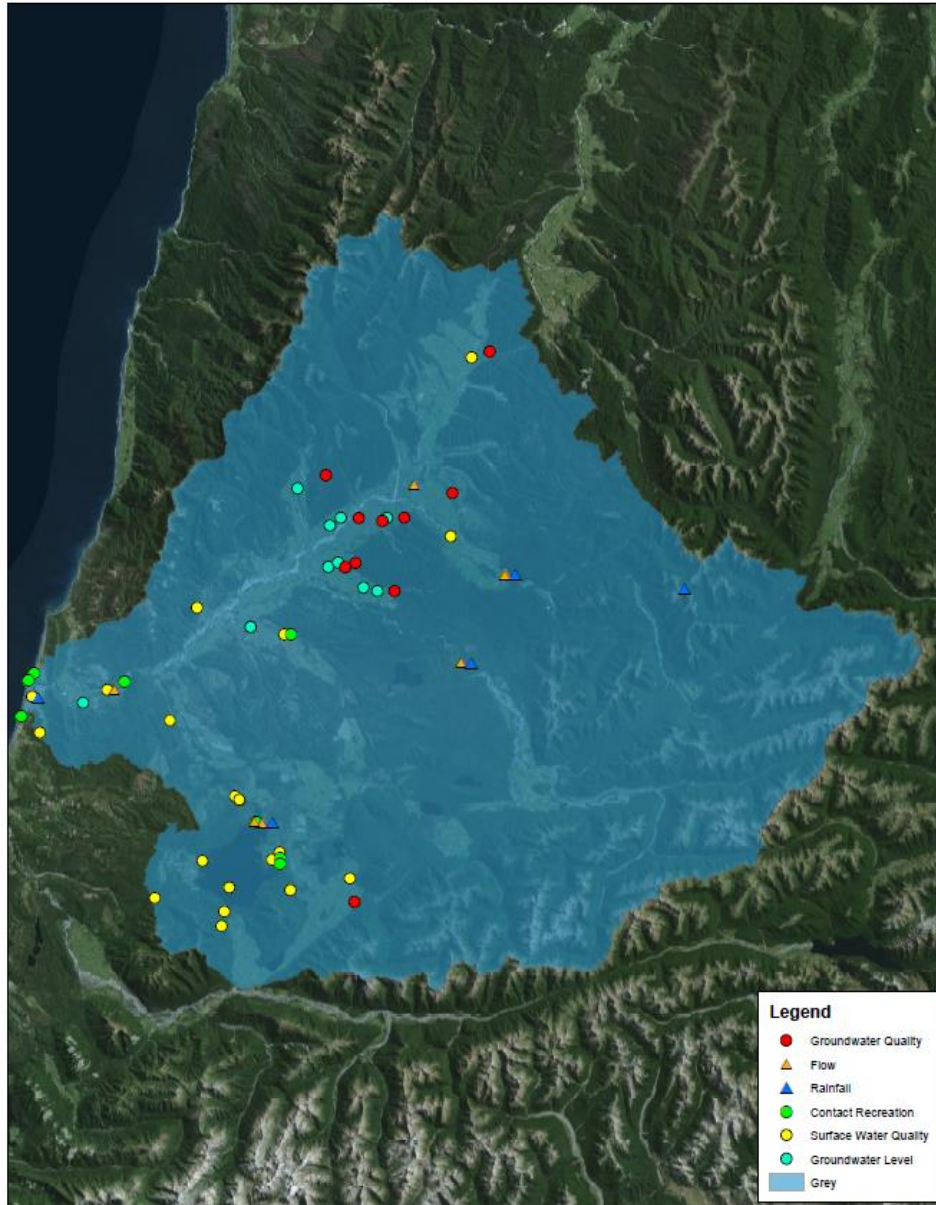 Legend
Groundwater Quality
Flow
Rainfall
Contact Recreation
Surface Water Quality
Groundwater Level
Grey